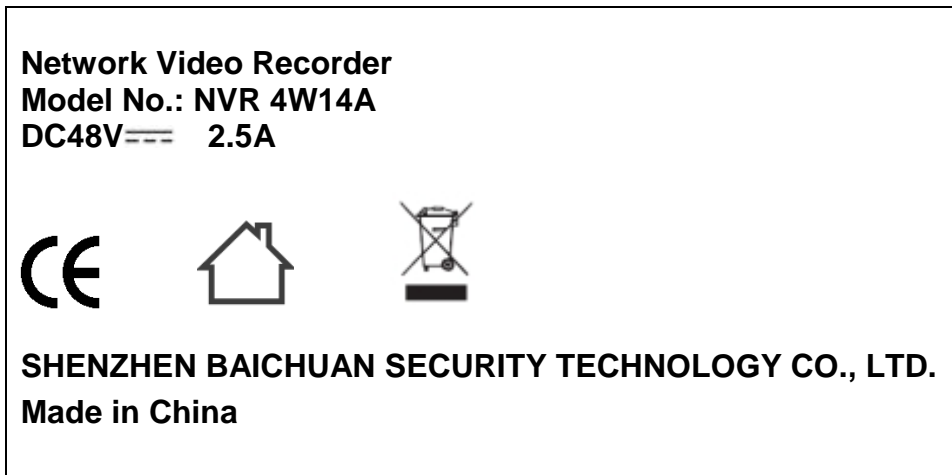 Network Video Recorder
Model No.: NVR 4W14A
DC48V⎓ 2.5A
CE
SHENZHEN BAICHUAN SECURITY TECHNOLOGY CO., LTD.
Made in China